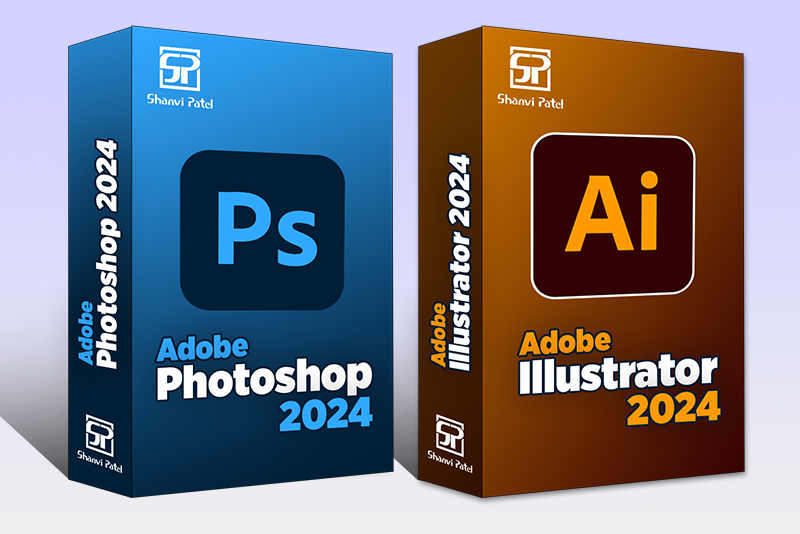 SP
Shanvi Patel
Ps
Adobe
Photoshop
2024
Adobe
Photoshop 2024
SP
Shanvi Patel
SP
Shanvi Patel
Ai
Adobe
Illustrator
2024
Adobe
Illustrator 2024
SP
Shanvi Patel